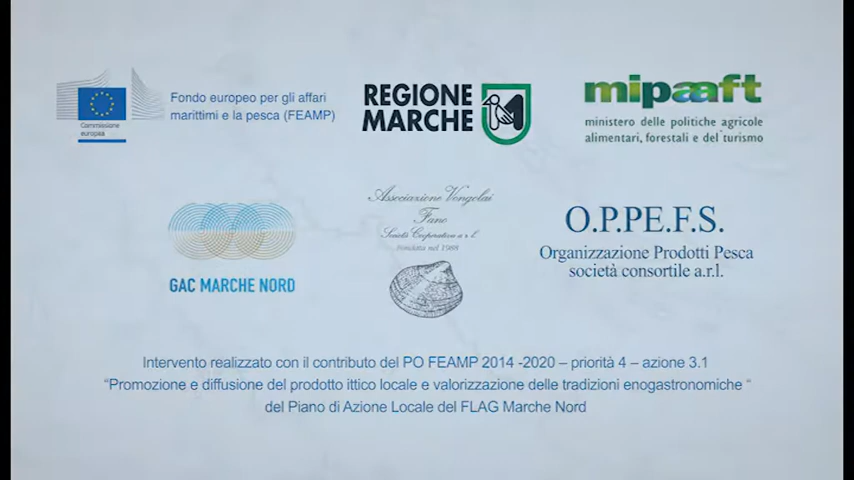 Commissione
europea
Fondo europeo per gli affari
marittimi e la pesca (FEAMP)
REGIONE
MARCHE
mipaaft
ministero delle politiche agricole
alimentari, forestali e del turismo
GAC MARCHE NORD
Associazione Vongolai
Fano
Società Cooperativa a r.l.
Fondata nel 1988
O.P.PE.F.S.
Organizzazione Prodotti Pesca
società consortile a.r.l.
Intervento realizzato con il contributo del PO FEAMP 2014 -2020 – priorità 4 – azione 3.1
“Promozione e diffusione del prodotto ittico locale e valorizzazione delle tradizioni enogastronomiche “
del Piano di Azione Locale del FLAG Marche Nord